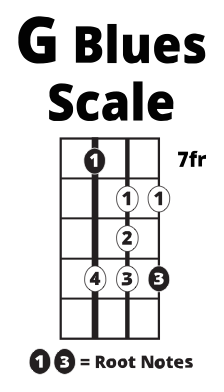 G Blues
Scale
1 7fr
1 1
2
4 3 3
1 3 = Root Notes